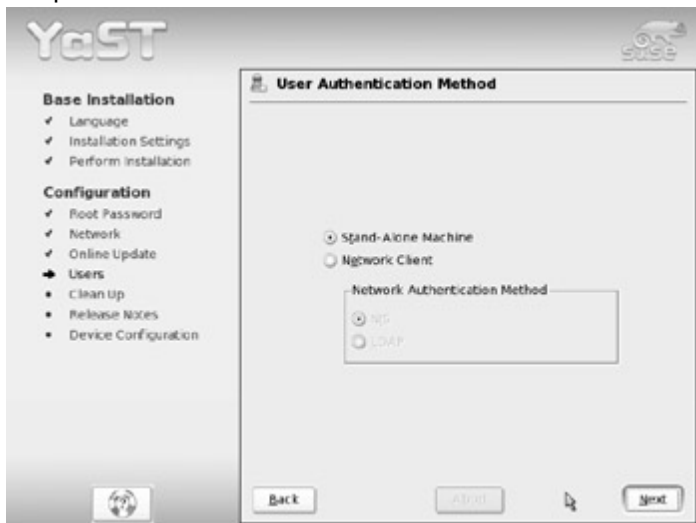 YaST
SuSE
Base Installation
Language
Installation Settings
Perform Installation
Configuration
Root Password
Network
Online Update
Users
Clean Up
Release Notes
Device Configuration
User Authentication Method
Stand-Alone Machine
Network Client
Network Authentication Method
NIS
LDAP
Back
Abort
Next